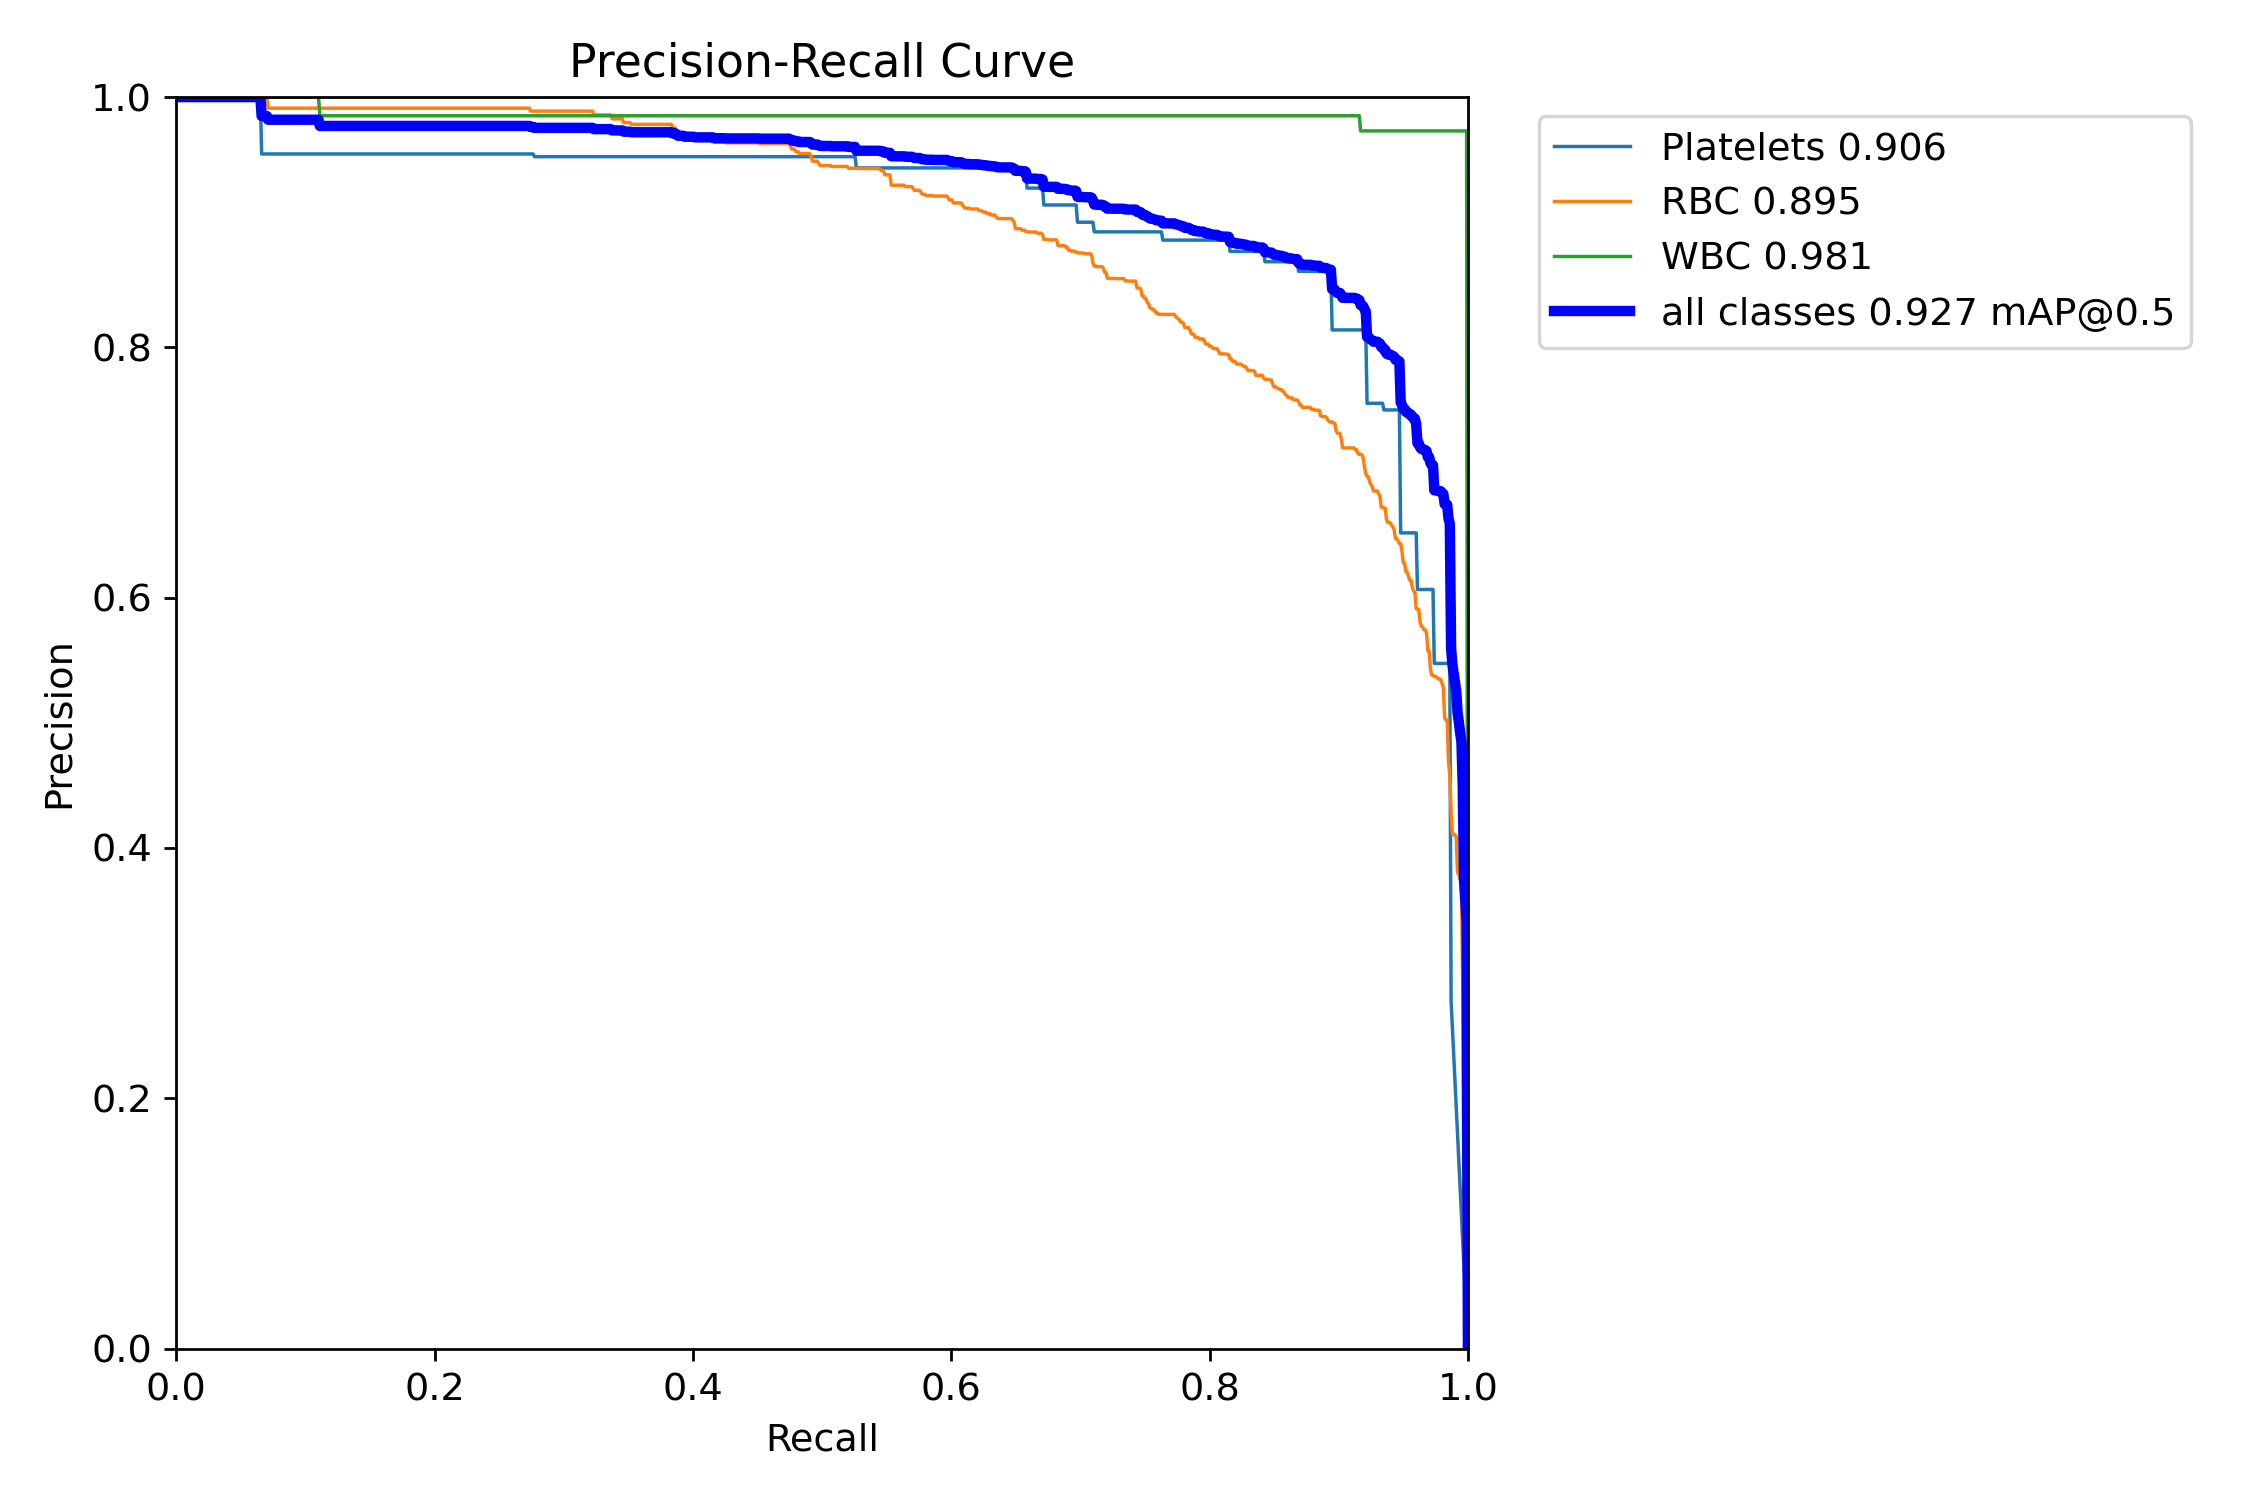 Precision-Recall Curve
1.0
0.8
0.6
0.4
0.2
0.0
Precision
0.0 0.2 0.4 0.6 0.8 1.0
Recall
Platelets 0.906
RBC 0.895
WBC 0.981
all classes 0.927 mAP@0.5